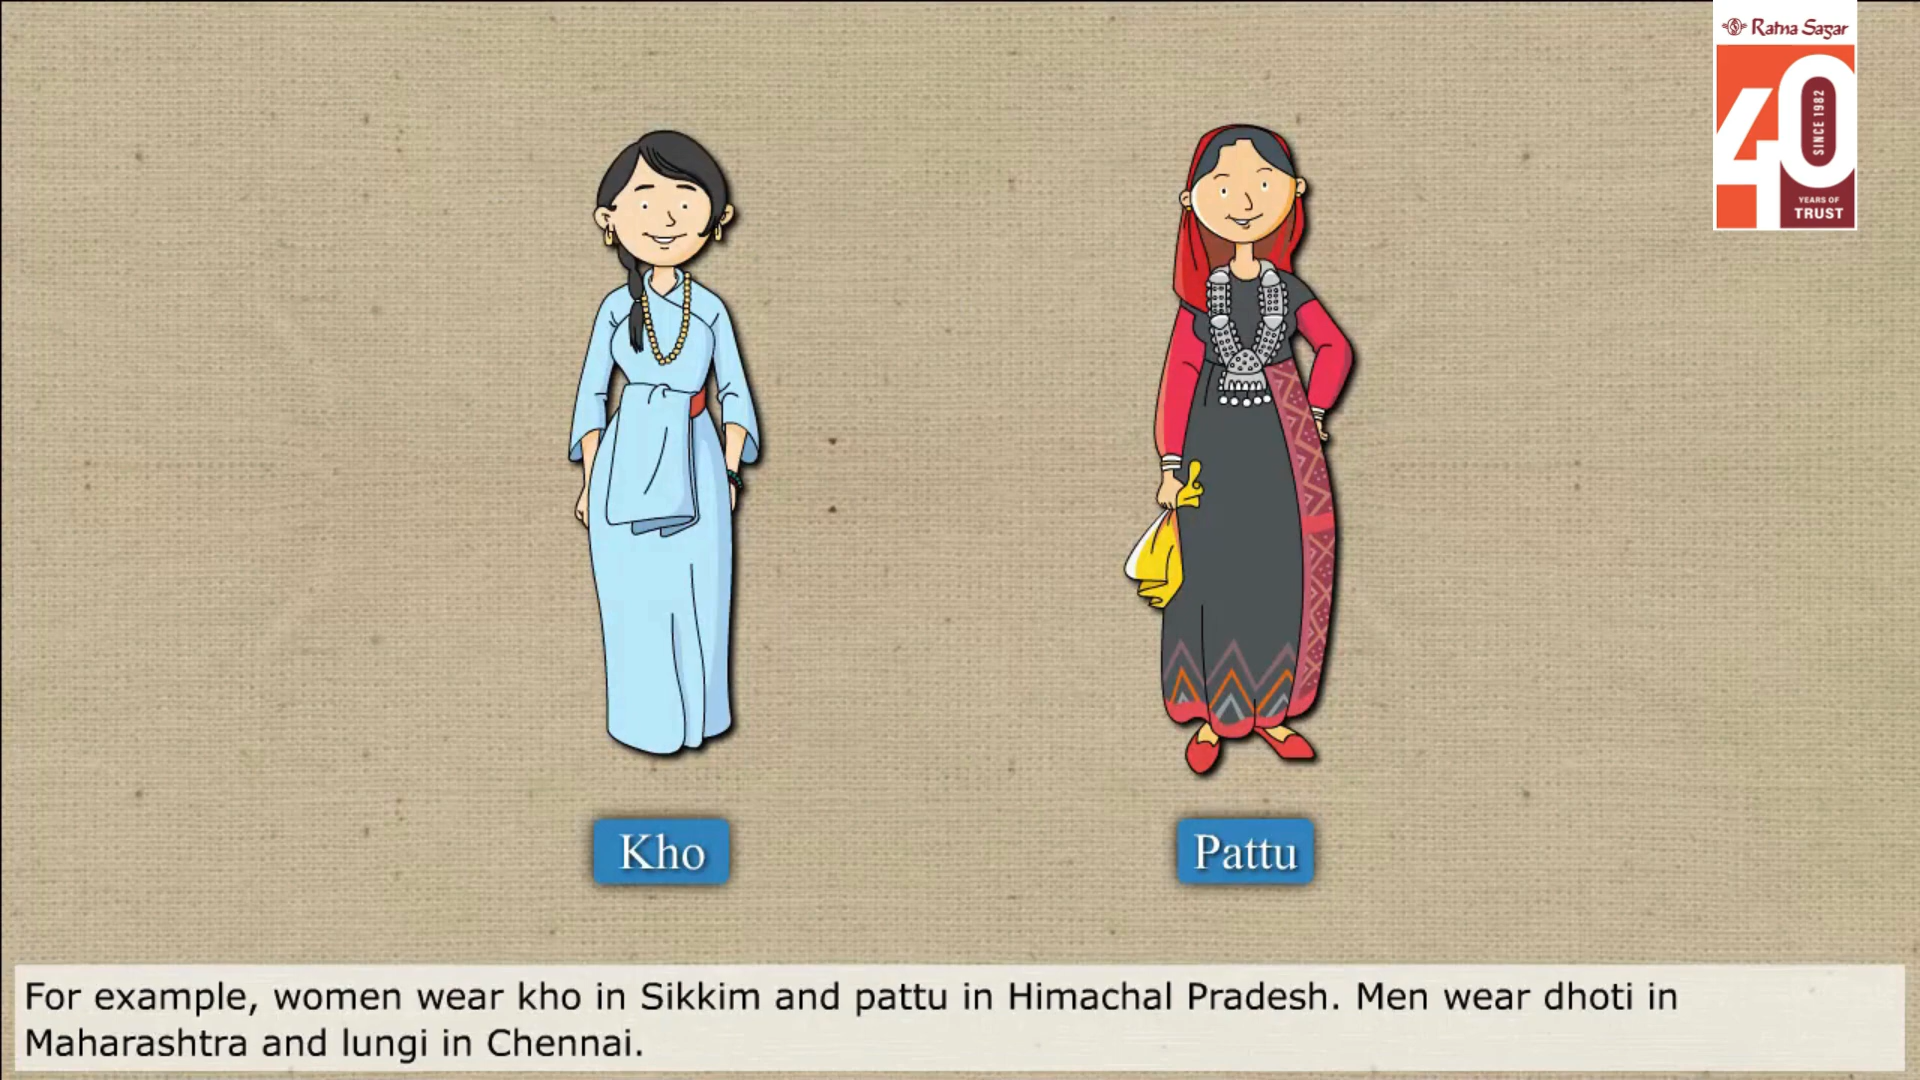 Ratna Sagar
40
SINCE 1982
YEARS OF
TRUST
Kho
Pattu
For example, women wear kho in Sikkim and pattu in Himachal Pradesh. Men wear dhoti in
Maharashtra and lungi in Chennai.